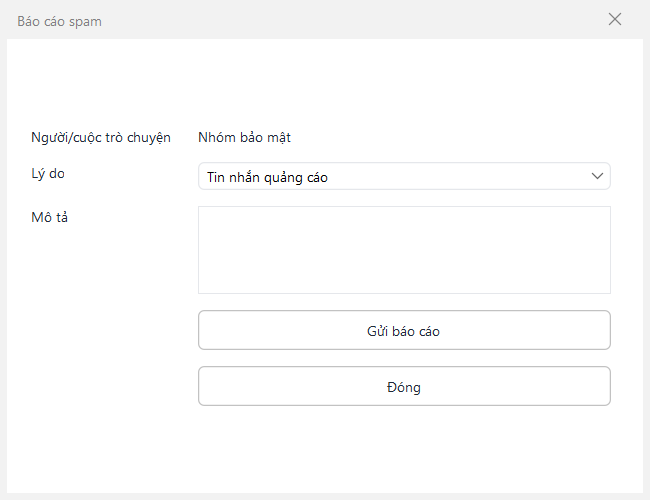 Báo cáo spam
Người/cuộc trò chuyện Nhóm bảo mật
Lý do Tin nhắn quảng cáo
Mô tả
Gửi báo cáo
Đóng